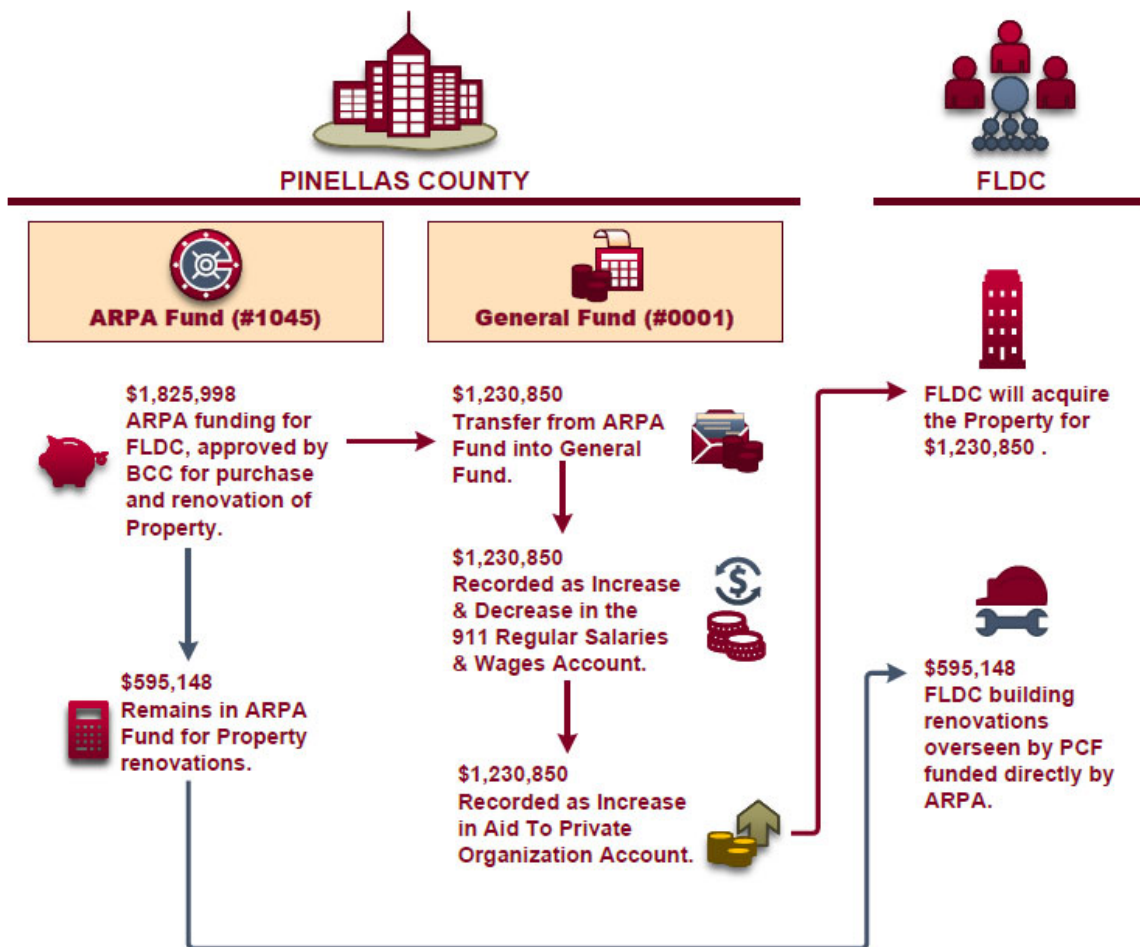 PINELLAS COUNTY
FLDC
ARPA Fund (#1045)
General Fund (#0001)
$1,825,998
ARPA funding for
FLDC, approved by
BCC for purchase
and renovation of
Property.
$595,148
Remains in ARPA
Fund for Property
renovations.
$1,230,850
Transfer from ARPA
Fund into General
Fund.
$1,230,850
Recorded as Increase
& Decrease in the
911 Regular Salaries
& Wages Account.
$1,230,850
Recorded as Increase
in Aid To Private
Organization Account.
FLDC will acquire
the Property for
$1,230,850 .
$595,148
FLDC building
renovations
overseen by PCF
funded directly by
ARPA.